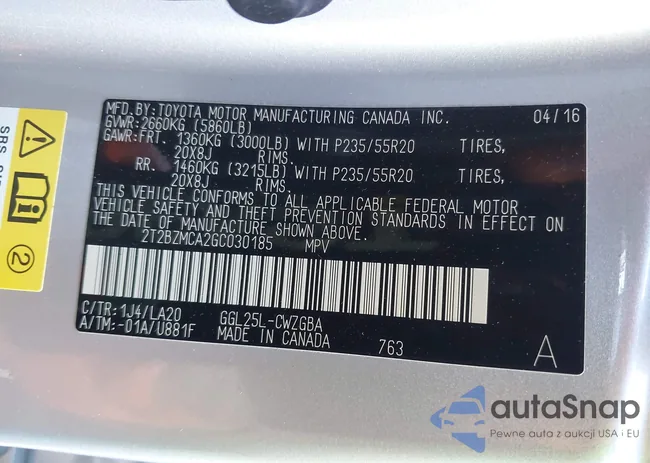 MFD. BY: TOYOTA MOTOR MANUFACTURING CANADA INC. 04/16
GVWR: 2660KG (5860LB)
GAWR: FRT. 1360KG (3000LB) WITH P235/55R20 TIRES,
20X8J RIMS.
RR. 1460KG (3215LB) WITH P235/55R20 TIRES,
20X8J RIMS.
THIS VEHICLE CONFORMS TO ALL APPLICABLE FEDERAL MOTOR
VEHICLE SAFETY AND THEFT PREVENTION STANDARDS IN EFFECT ON
THE DATE OF MANUFACTURE SHOWN ABOVE.
2T2BZMCA2GC030185 MPV
C/TR: 1J4/LA20 GGL25L-CWZGBA
A/TM: -01A/U881F MADE IN CANADA 763 A
2
autaSnap
Pewne auta z aukcji USA i EU